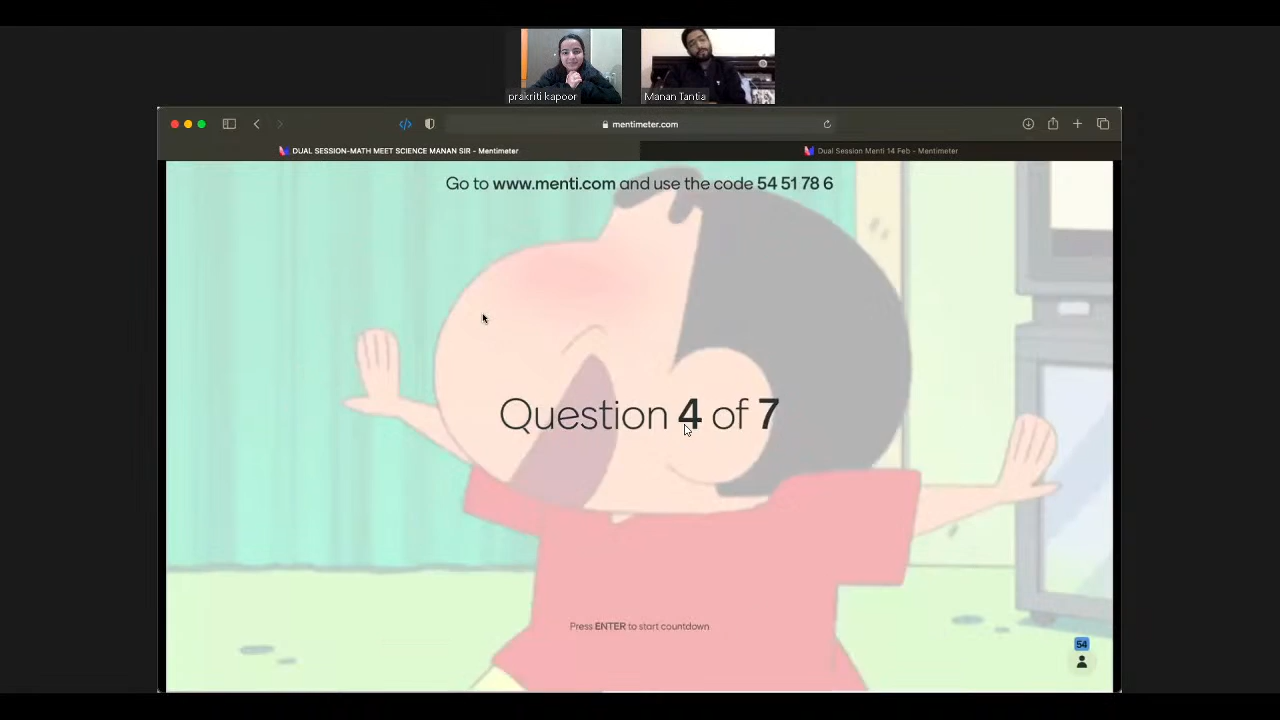 prakriti kapoor
Manan Tantia
mentimeter.com
DUAL SESSION-MATH MEET SCIENCE MANAN SIR - Mentimeter
Dual Session Menti 14 Feb - Mentimeter
Go to www.menti.com and use the code 54 51 78 6
Question 4 of 7
Press ENTER to start countdown
54